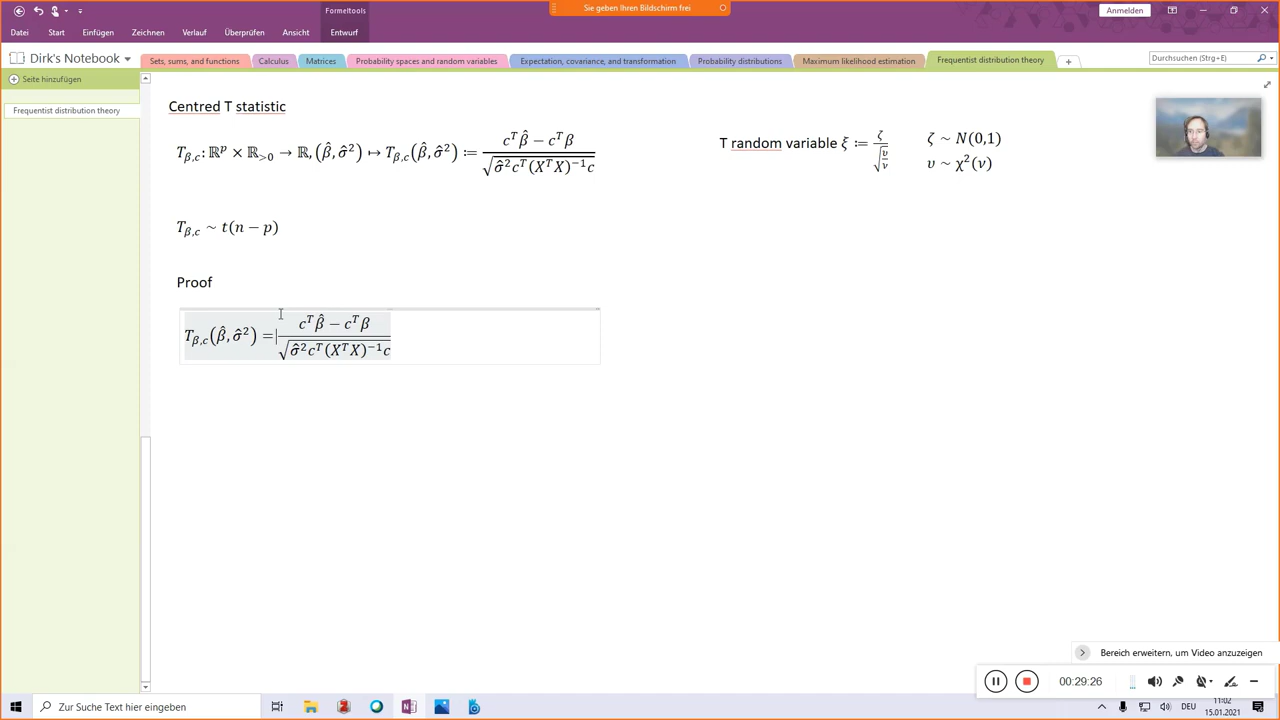 Sie geben Ihren Bildschirm frei
Formeltools
Anmelden
Datei Start Einfügen Zeichnen Verlauf Überprüfen Ansicht Entwurf
Dirk's Notebook
Sets, sums, and functions Calculus Matrices Probability spaces and random variables Expectation, covariance, and transformation Probability distributions Maximum likelihood estimation Frequentist distribution theory +
Durchsuchen (Strg+E)
Seite hinzufügen
Frequentist distribution theory
Centred T statistic
T_{β,c}: ℝ^p × ℝ_{>0} → ℝ, (β̂, σ̂²) ↦ T_{β,c}(β̂, σ̂²) := (c^T β̂ − c^T β) / √(σ̂² c^T (X^T X)^{−1} c)
T random variable ξ := ζ / √(υ/ν)
ζ ~ N(0,1)
υ ~ χ²(ν)
T_{β,c} ~ t(n − p)
Proof
T_{β,c}(β̂, σ̂²) = (c^T β̂ − c^T β) / √(σ̂² c^T (X^T X)^{−1} c)
Bereich erweitern, um Video anzuzeigen
00:29:26
Zur Suche Text hier eingeben
DEU
11:02
15.01.2021